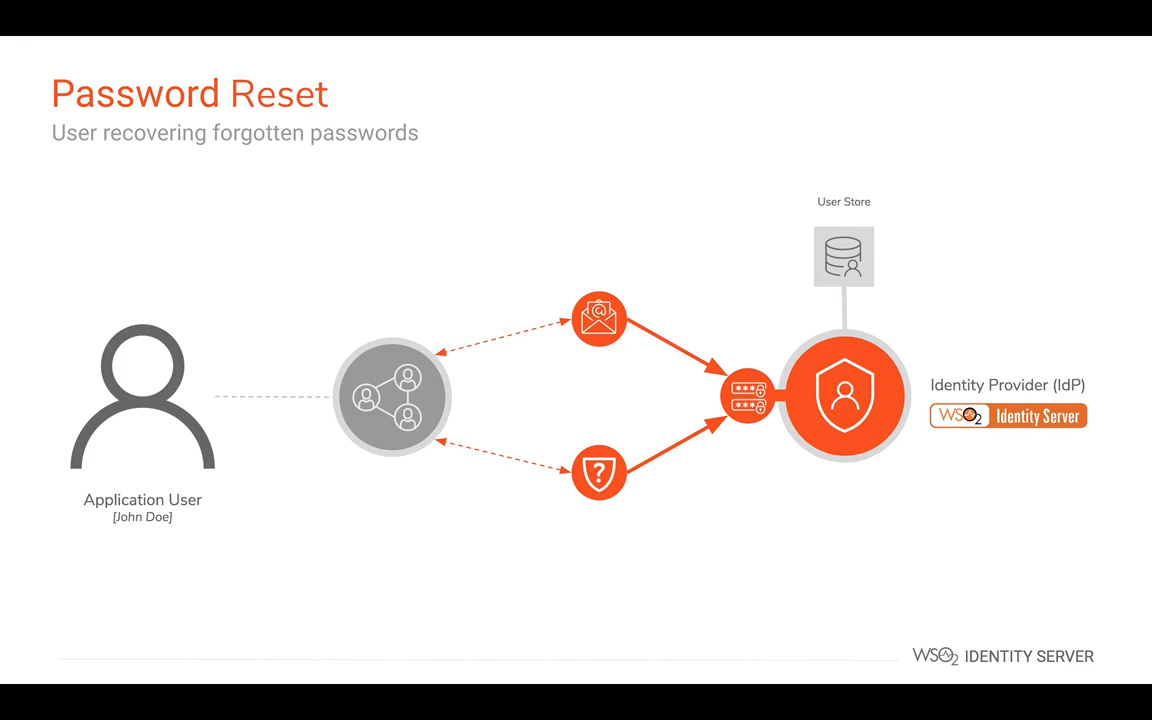 Password Reset
User recovering forgotten passwords
User Store
@
***
***
?
Identity Provider (IdP)
WSO2 Identity Server
Application User
[John Doe]
WSO2 IDENTITY SERVER